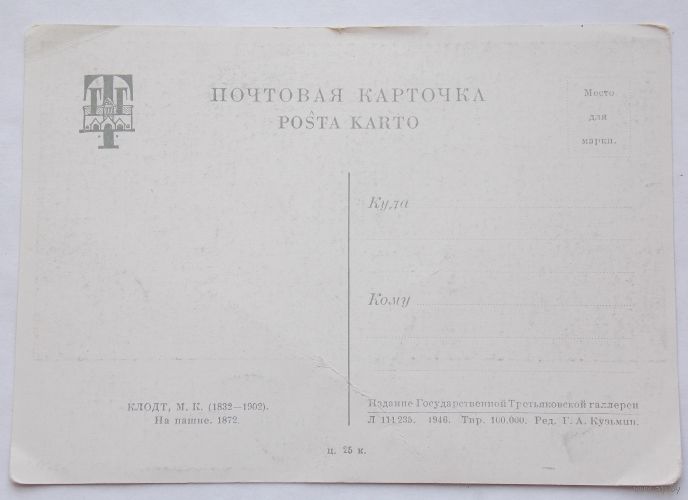 ПОЧТОВАЯ КАРТОЧКА
POŜTA KARTO
Место
для
марки.
Куда
Кому
КЛОДТ, М. К. (1832—1902).
На пашне. 1872.
Издание Государственной Третьяковской галлереи
Л 111235. 1946. Тир. 100.000. Ред. Г. А. Кузьмин.
ц. 25 к.